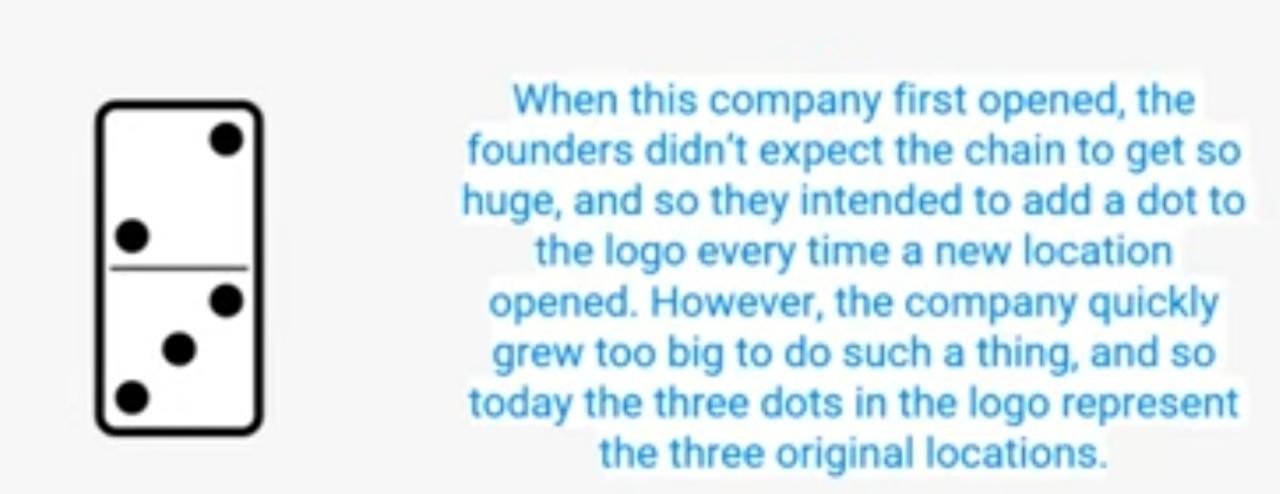 When this company first opened, the
founders didn't expect the chain to get so
huge, and so they intended to add a dot to
the logo every time a new location
opened. However, the company quickly
grew too big to do such a thing, and so
today the three dots in the logo represent
the three original locations.